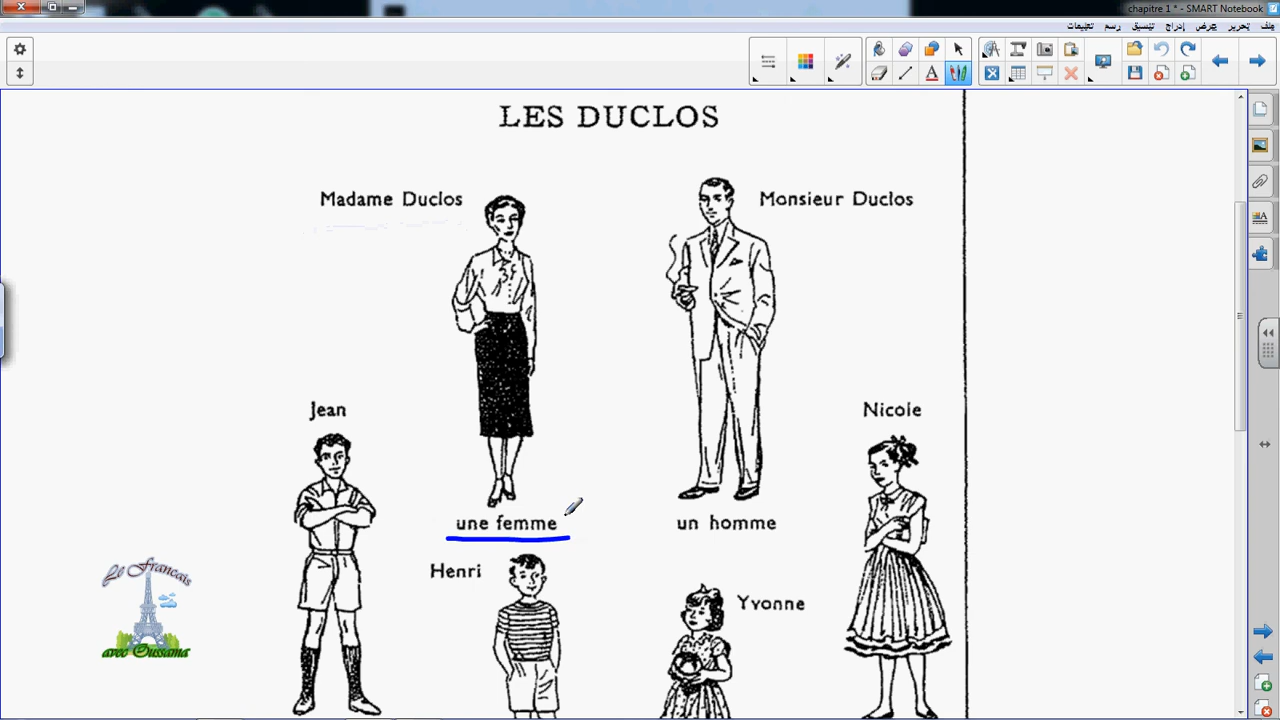 chapitre 1 * - SMART Notebook
ملف تحرير عرض إدراج تنسيق رسم تعليمات
LES DUCLOS
Madame Duclos
Monsieur Duclos
Jean
Nicole
une femme
un homme
Henri
Yvonne
Le Francais
avec Oussama